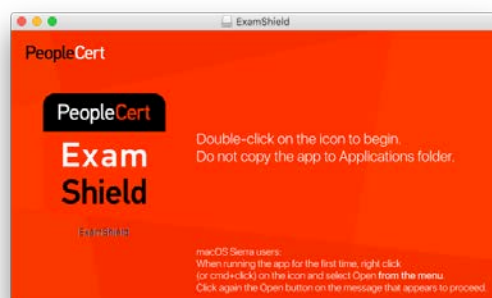 ExamShield
PeopleCert
PeopleCert
Exam
Shield
ExamShield
Double-click on the icon to begin.
Do not copy the app to Applications folder.
macOS Sierra users:
When running the app for the first time, right click
(or cmd+click) on the icon and select Open from the menu.
Click again the Open button on the message that appears to proceed.